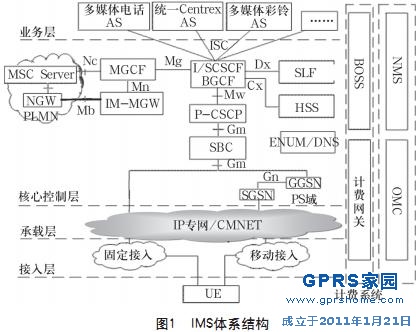 多媒体电话
AS
统一Centrex
AS
多媒体彩铃
AS
……
业务层
ISC
Nc
MSC Server
MGCF
Mg
I/SCSCF
BGCF
Dx
SLF
Cx
Mn
NGW
IM-MGW
Mw
HSS
PLMN
Mb
P-CSCP
Gm
ENUM/DNS
SBC
Gm
Gn
GGSN
SGSN
PS域
核心控制层
IP专网/CMNET
承载层
固定接入
移动接入
接入层
UE
BOSS
NMS
计费网关
OMC
计费系统
GPRS家园
www.gprshome.com
图1 IMS体系结构
成立于2011年1月21日